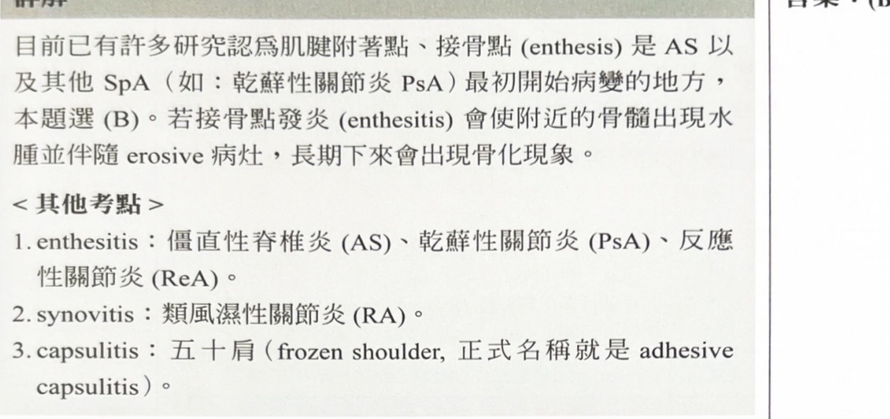 詳解
目前已有許多研究認為肌腱附著點、接骨點 (enthesis) 是 AS 以
及其他 SpA（如：乾蘚性關節炎 PsA）最初開始病變的地方，
本題選 (B)。若接骨點發炎 (enthesitis) 會使附近的骨髓出現水
腫並伴隨 erosive 病灶，長期下來會出現骨化現象。
< 其他考點 >
1. enthesitis：僵直性脊椎炎 (AS)、乾蘚性關節炎 (PsA)、反應
性關節炎 (ReA)。
2. synovitis：類風濕性關節炎 (RA)。
3. capsulitis：五十肩（frozen shoulder, 正式名稱就是 adhesive
capsulitis）。